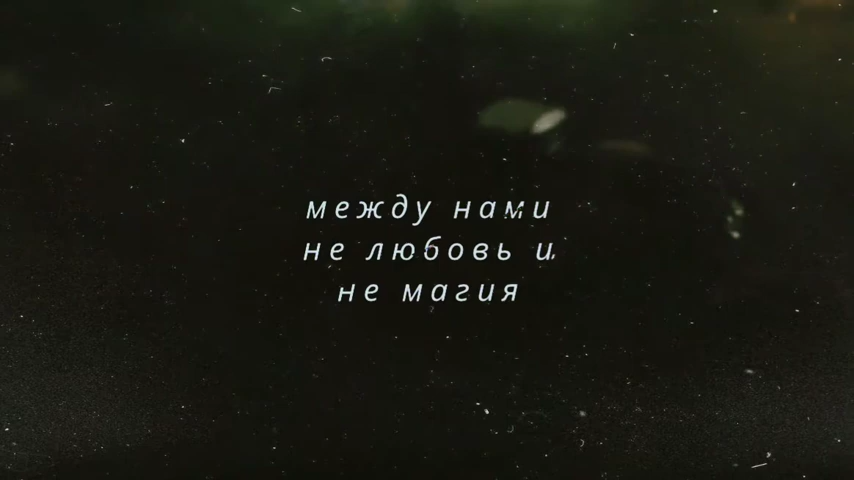 между нами
не любовь и
не магия